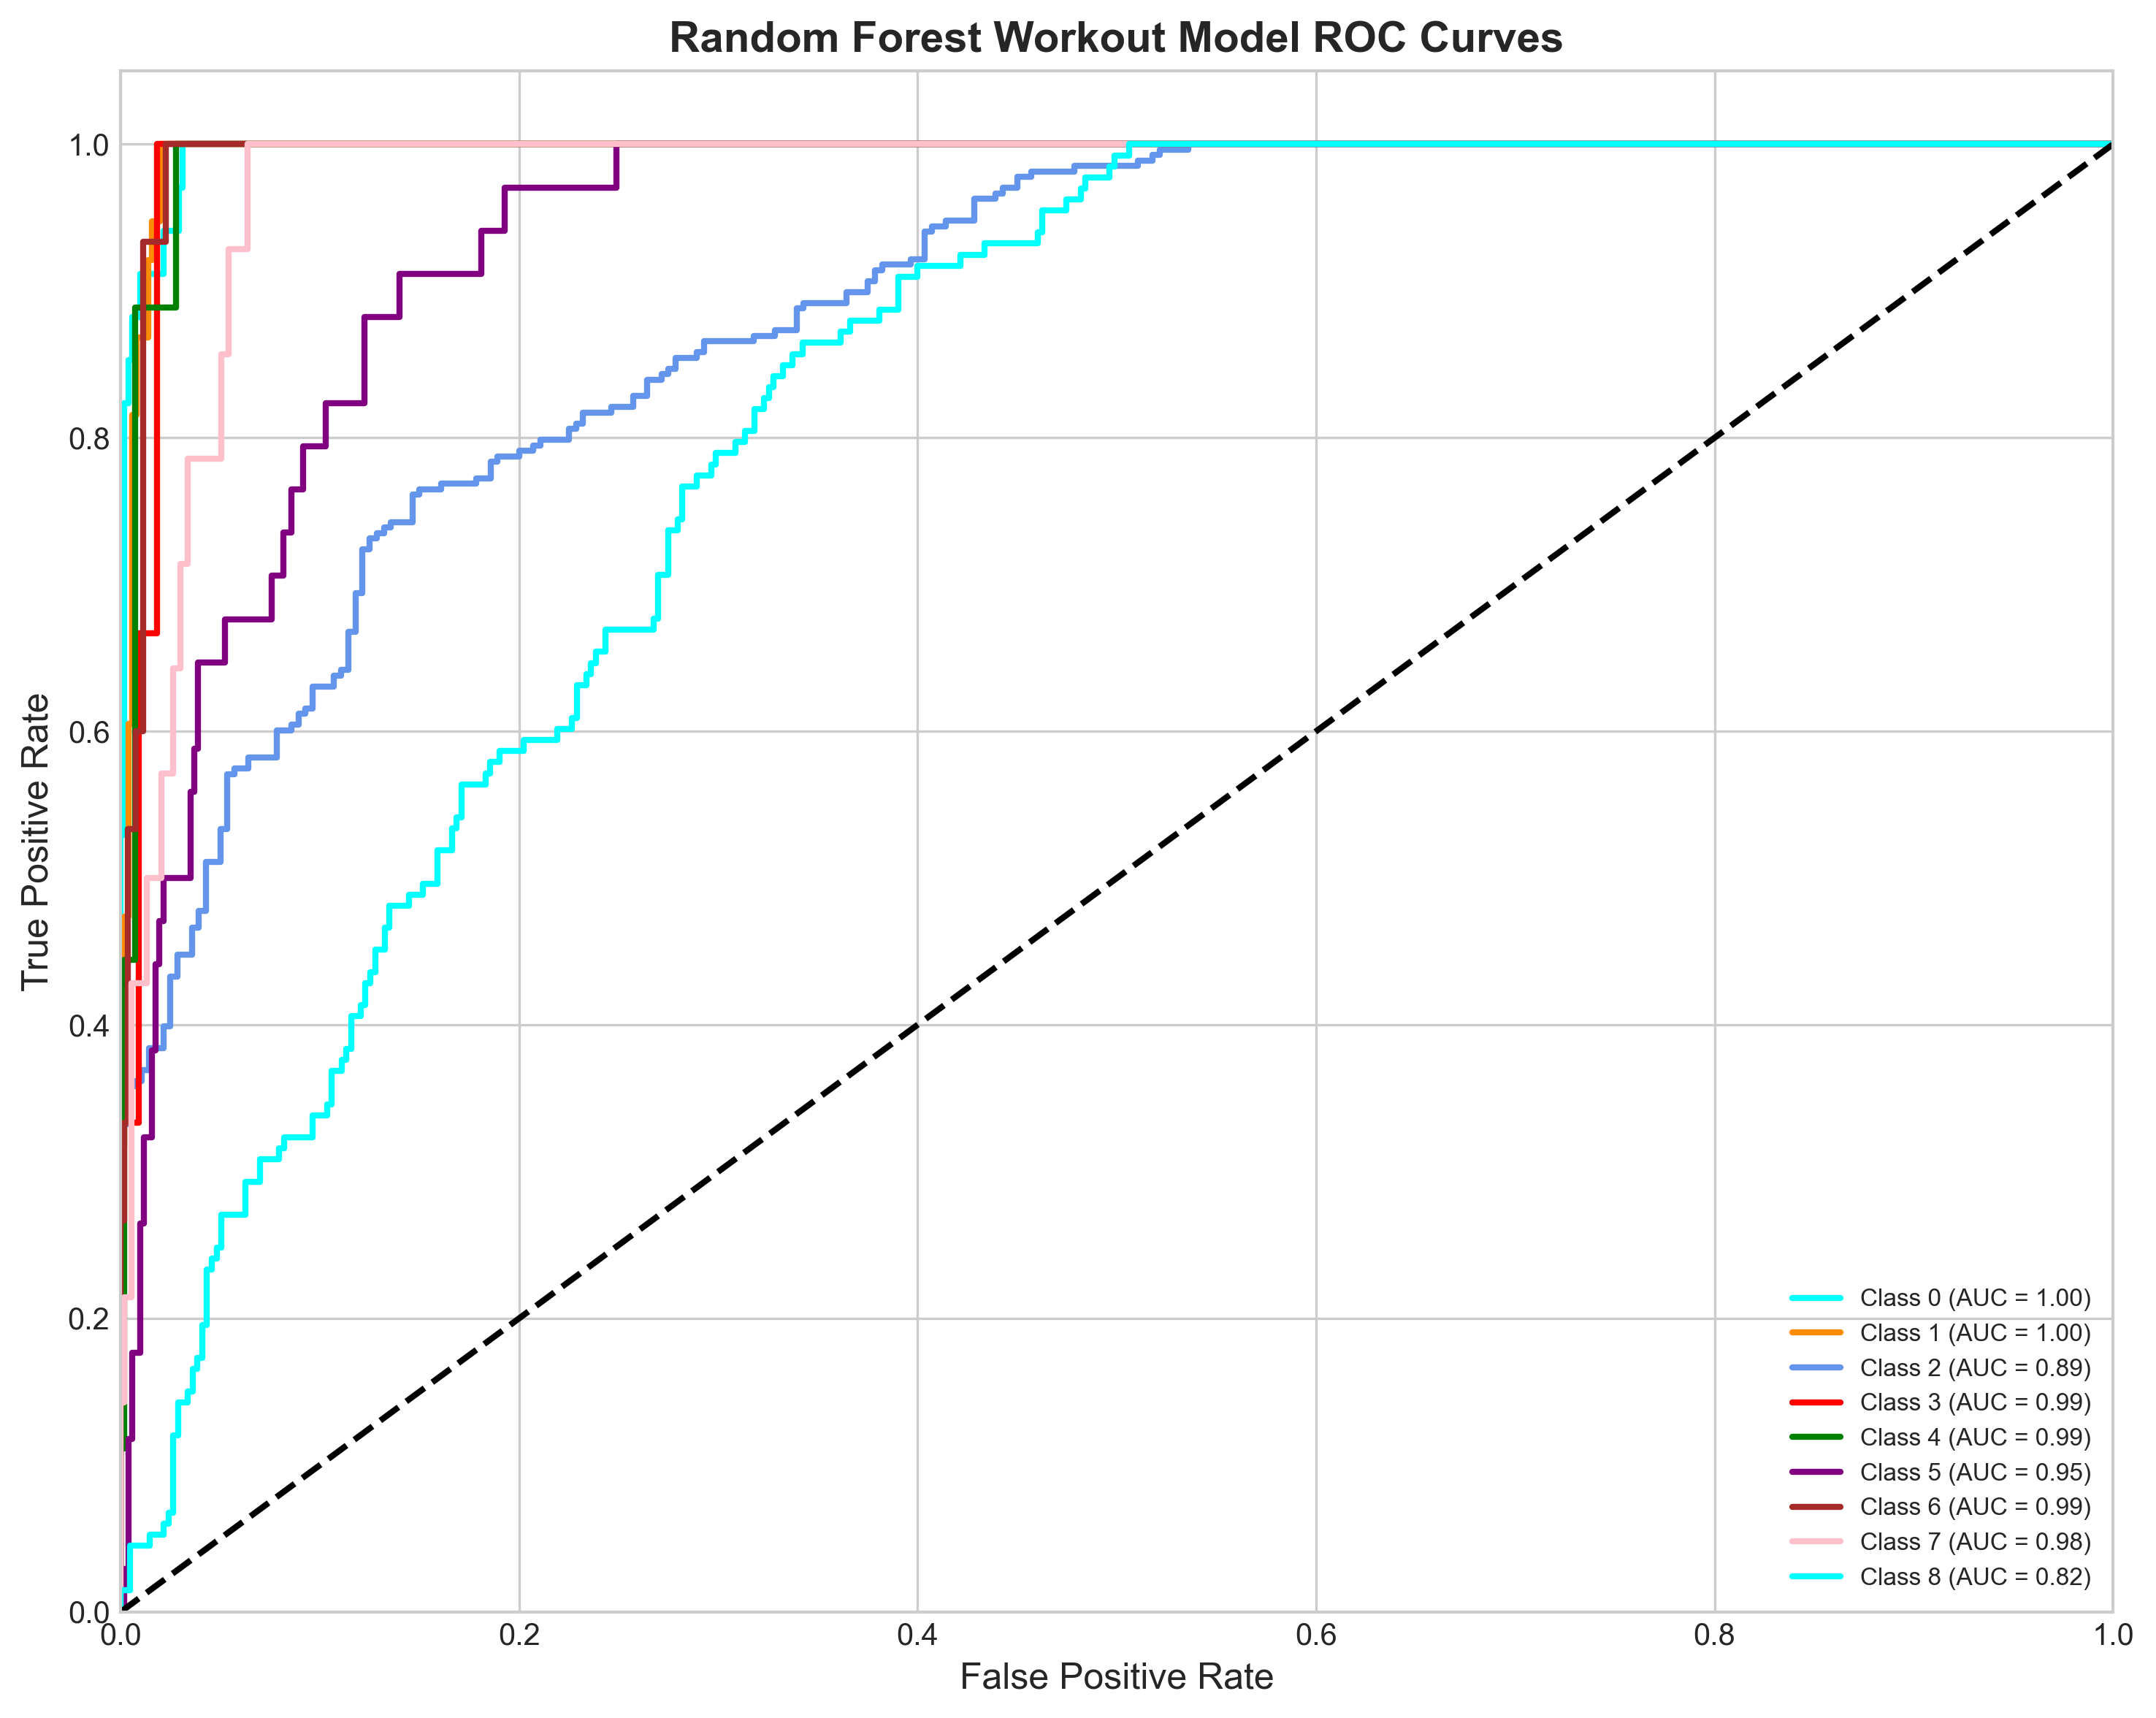 Random Forest Workout Model ROC Curves
True Positive Rate
1.0
0.8
0.6
0.4
0.2
0.0
Class 0 (AUC = 1.00)
Class 1 (AUC = 1.00)
Class 2 (AUC = 0.89)
Class 3 (AUC = 0.99)
Class 4 (AUC = 0.99)
Class 5 (AUC = 0.95)
Class 6 (AUC = 0.99)
Class 7 (AUC = 0.98)
Class 8 (AUC = 0.82)
0.0 0.2 0.4 0.6 0.8 1.0
False Positive Rate